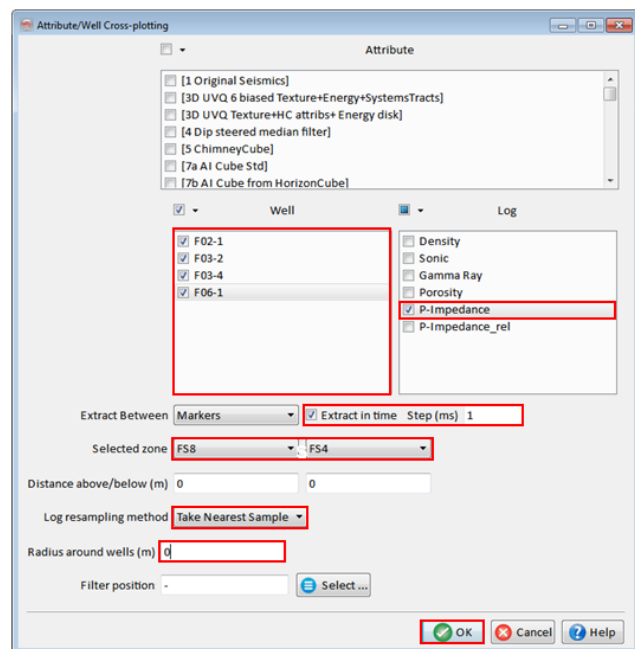 Attribute/Well Cross-plotting
Attribute
[1 Original Seismics]
[3D UVQ 6 biased Texture+Energy+SystemsTracts]
[3D UVQ Texture+HC attribs+ Energy disk]
[4 Dip steered median filter]
[5 ChimneyCube]
[7a AI Cube Std]
[7b AI Cube from HorizonCube]
Well Log
F02-1 Density
F03-2 Sonic
F03-4 Gamma Ray
F06-1 Porosity
P-Impedance
P-Impedance_rel
Extract Between Markers Extract in time Step (ms) 1
Selected zone FS8 FS4
Distance above/below (m) 0 0
Log resampling method Take Nearest Sample
Radius around wells (m) 0
Filter position - Select ...
OK Cancel Help